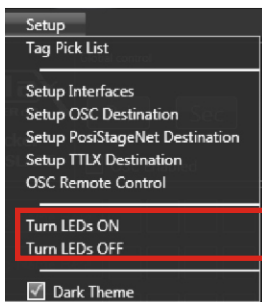 Setup
Tag Pick List
Setup Interfaces
Setup OSC Destination
Setup PosiStageNet Destination
Setup TTLX Destination
OSC Remote Control
Turn LEDs ON
Turn LEDs OFF
Dark Theme